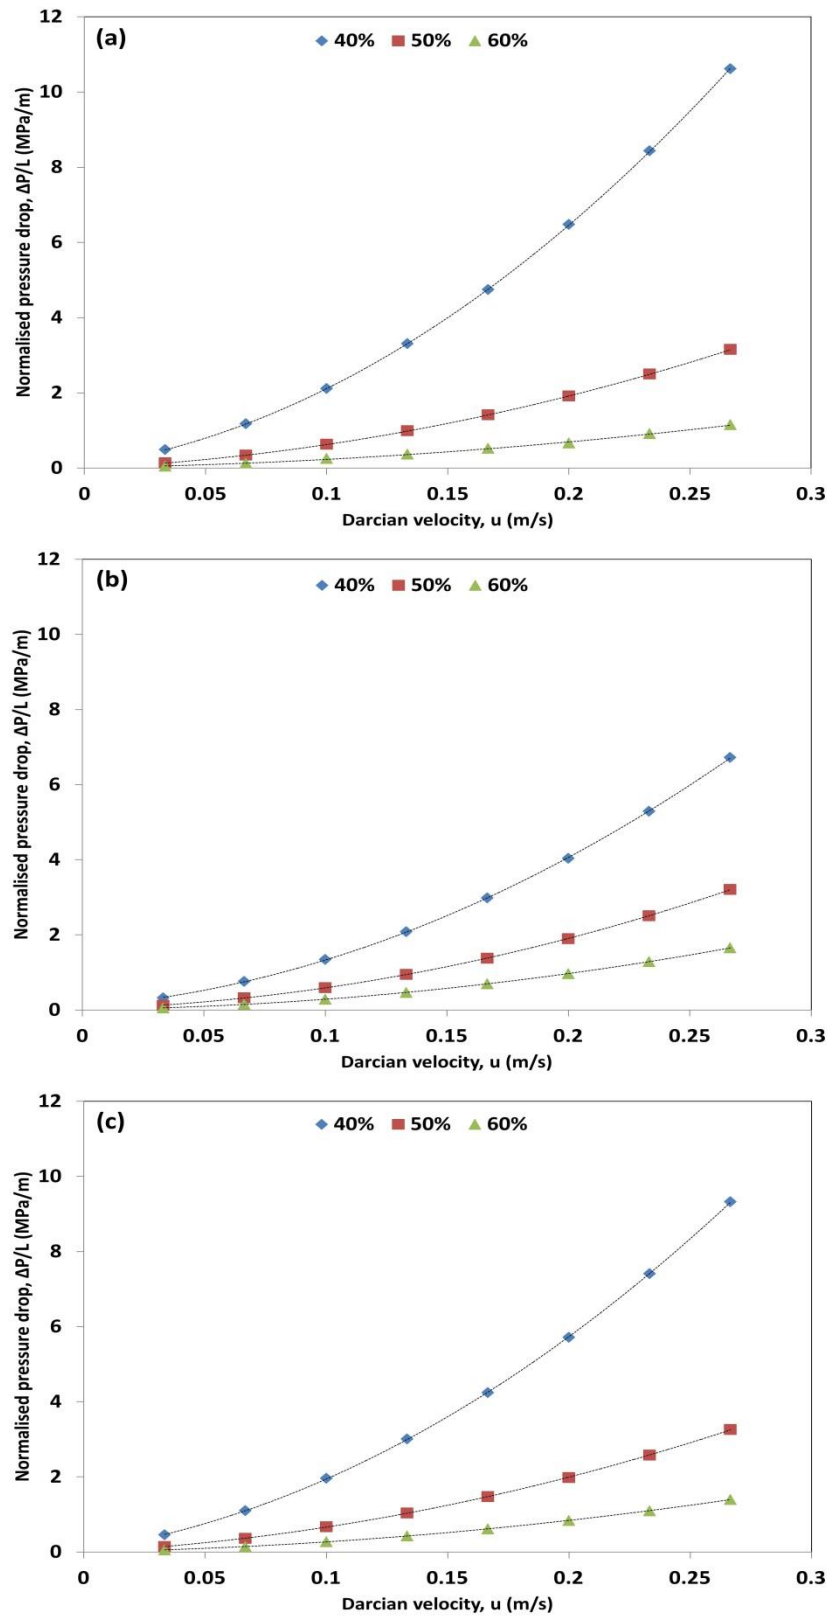 (a)
40% 50% 60%
Normalised pressure drop, ΔP/L (MPa/m)
12
10
8
6
4
2
0
0 0.05 0.1 0.15 0.2 0.25 0.3
Darcian velocity, u (m/s)
(b)
40% 50% 60%
Normalised pressure drop, ΔP/L (MPa/m)
12
10
8
6
4
2
0
0 0.05 0.1 0.15 0.2 0.25 0.3
Darcian velocity, u (m/s)
(c)
40% 50% 60%
Normalised pressure drop, ΔP/L (MPa/m)
12
10
8
6
4
2
0
0 0.05 0.1 0.15 0.2 0.25 0.3
Darcian velocity, u (m/s)